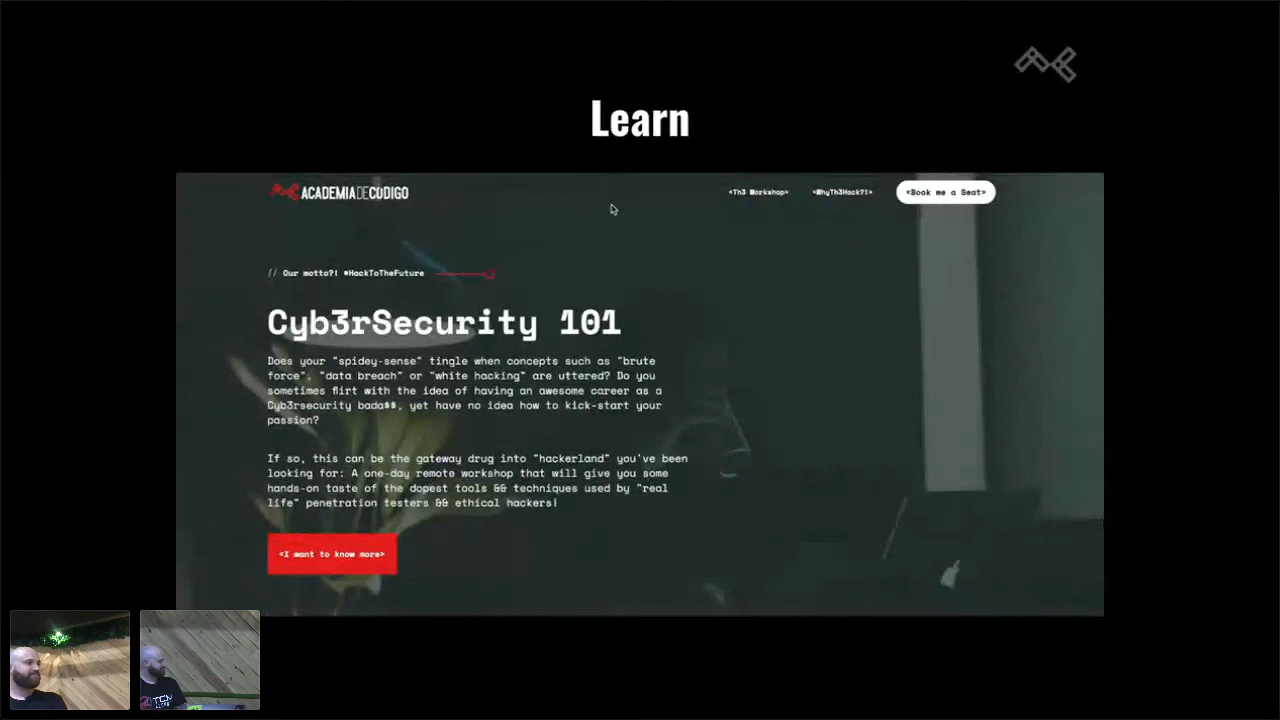 Learn
ACADEMIADECÓDIGO
<Th3 Workshop> <WhyTh3Hack?!> <Book me a Seat>
// Our motto?! #HackToTheFuture
Cyb3rSecurity 101
Does your "spidey-sense" tingle when concepts such as "brute
force", "data breach" or "white hacking" are uttered? Do you
sometimes flirt with the idea of having an awesome career as a
Cyb3rsecurity bada$$, yet have no idea how to kick-start your
passion?
If so, this can be the gateway drug into "hackerland" you've been
looking for: A one-day remote workshop that will give you some
hands-on taste of the dopest tools && techniques used by "real
life" penetration testers && ethical hackers!
<I want to know more>